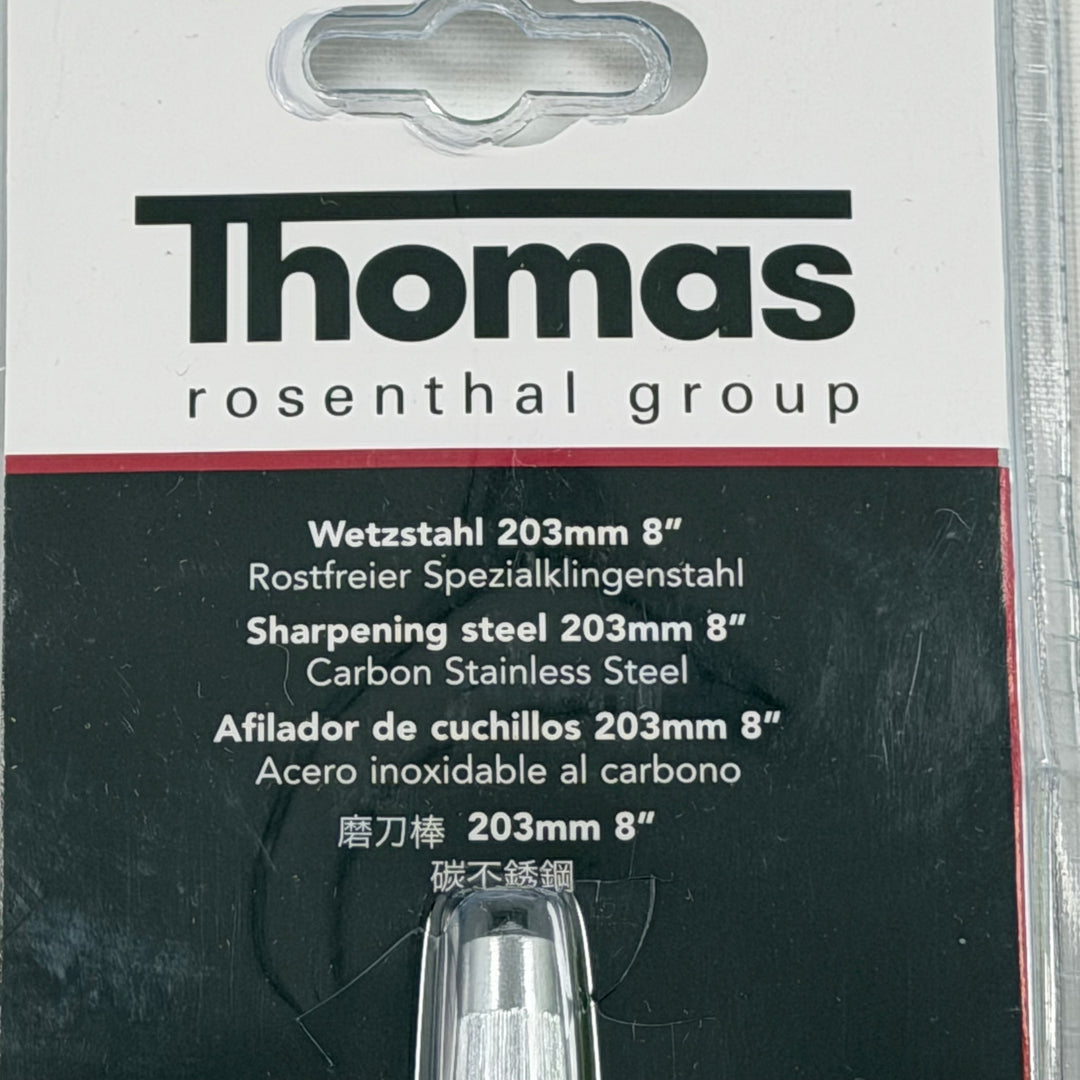 Thomas
rosenthal group
Wetzstahl 203mm 8”
Rostfreier Spezialklingenstahl
Sharpening steel 203mm 8”
Carbon Stainless Steel
Afilador de cuchillos 203mm 8”
Acero inoxidable al carbono
磨刀棒 203mm 8”
碳不銹鋼